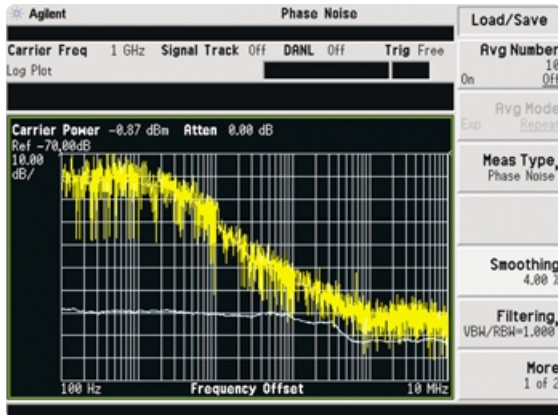 Agilent
Phase Noise
Load/Save
Carrier Freq 1 GHz Signal Track Off DANL Off Trig Free
Log Plot
Avg Number
10
On Off
Avg Mode
Exp Repeat
Carrier Power -0.87 dBm Atten 0.00 dB
Ref -70.00dB
10.00
dB/
Meas Type
Phase Noise
Smoothing
4.00 %
Filtering
VBW/RBW=1.000
More
1 of 2
100 Hz Frequency Offset 10 MHz